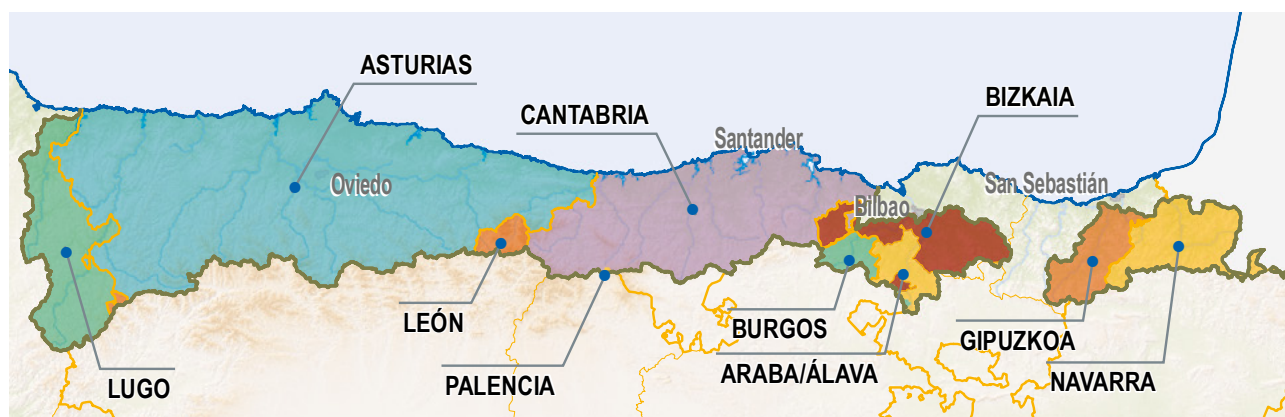 ASTURIAS
CANTABRIA
BIZKAIA
Santander
Oviedo
San Sebastián
Bilbao
LEÓN
BURGOS
GIPUZKOA
LUGO
PALENCIA
ARABA/ÁLAVA
NAVARRA